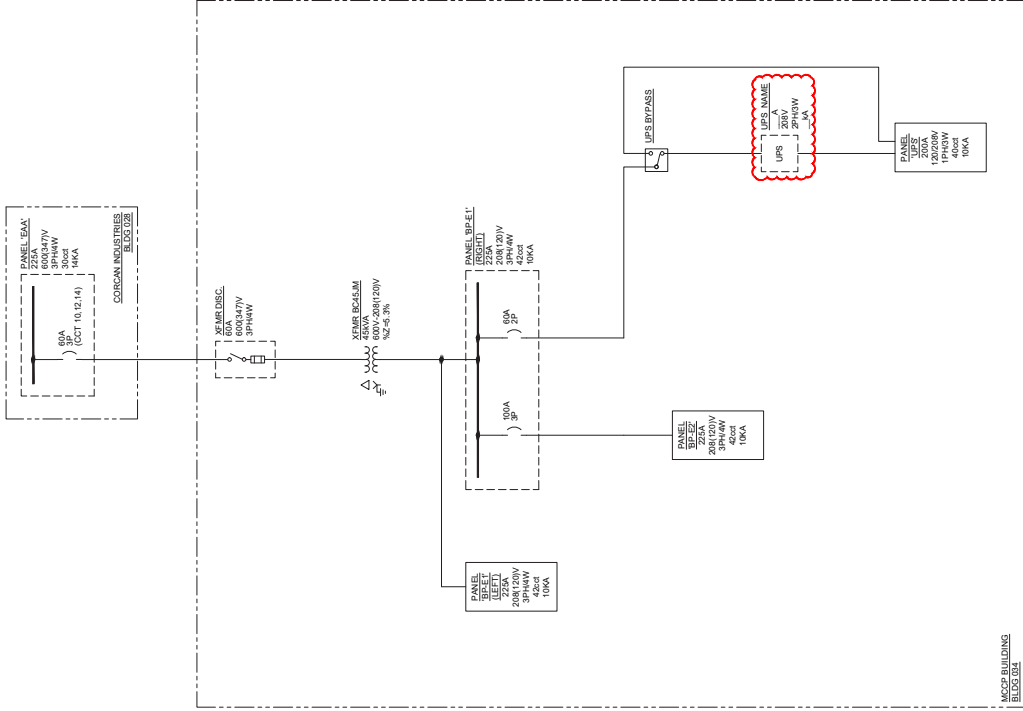 PANEL 'EAA'
225A
600(347)V
3PH/4W
30cct
14KA
60A
3P
(CCT 10,12,14)
CORCAN INDUSTRIES
BLDG 028
XFMR DISC.
60A
600(347)V
3PH/4W
XFMR BC45JM
45kVA
600V-208(120)V
%Z=5.3%
PANEL 'BP-E1'
(RIGHT)
225A
208(120)V
3PH/4W
42cct
10KA
60A
2P
100A
3P
PANEL
'BP-E1'
(LEFT)
225A
208(120)V
3PH/4W
42cct
10KA
PANEL
'BP-E2'
225A
208(120)V
3PH/4W
42cct
10KA
UPS BYPASS
UPS NAME
__A
208V
2PH/3W
__kA
UPS
PANEL
'UPS'
200A
120/208V
1PH/3W
40cct
10KA
MCCP BUILDING
BLDG 034